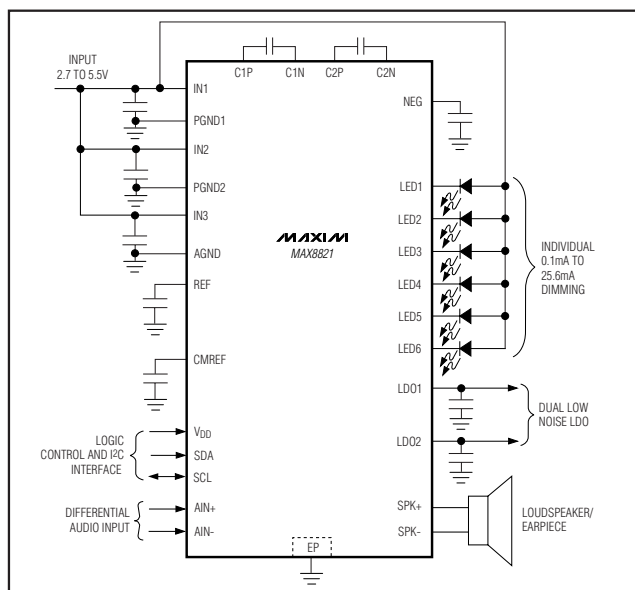 INPUT
2.7 TO 5.5V
C1P
C1N
C2P
C2N
IN1
PGND1
IN2
PGND2
IN3
AGND
REF
CMREF
VDD
SDA
SCL
AIN+
AIN-
LOGIC
CONTROL AND I2C
INTERFACE
DIFFERENTIAL
AUDIO INPUT
MAXIM
MAX8821
EP
NEG
LED1
LED2
LED3
LED4
LED5
LED6
LDO1
LDO2
SPK+
SPK-
INDIVIDUAL
0.1mA TO
25.6mA
DIMMING
DUAL LOW
NOISE LDO
LOUDSPEAKER/
EARPIECE